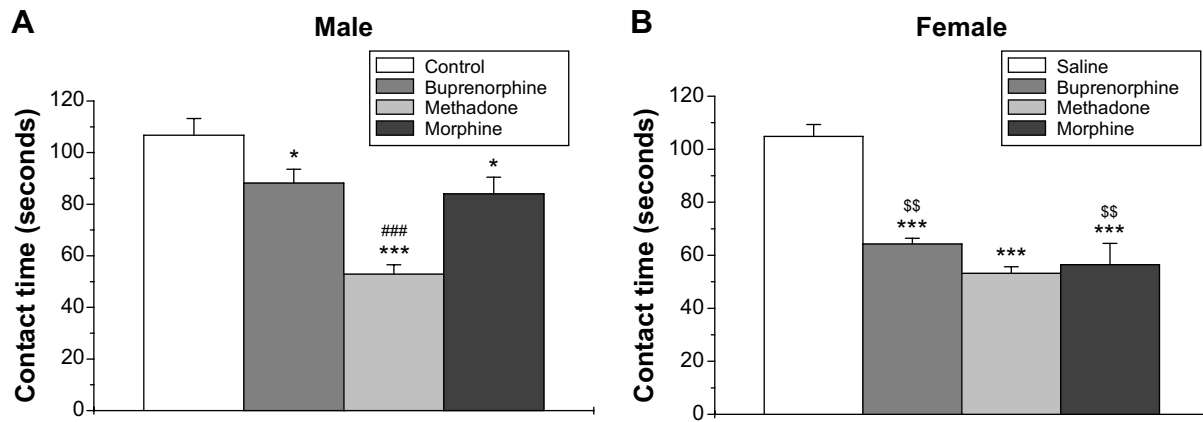 A
Male
Control
Buprenorphine
Methadone
Morphine
Contact time (seconds)
120
100
80
60
40
20
0
*
###
***
*
B
Female
Saline
Buprenorphine
Methadone
Morphine
Contact time (seconds)
120
100
80
60
40
20
0
$$
***
***
$$
***